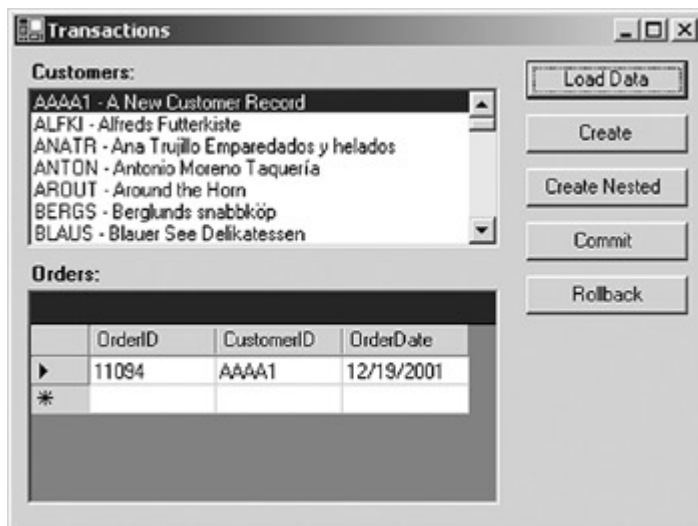 Transactions
Customers:
AAAA1 - A New Customer Record
ALFKI - Alfreds Futterkiste
ANATR - Ana Trujillo Emparedados y helados
ANTON - Antonio Moreno Taquería
AROUT - Around the Horn
BERGS - Berglunds snabbköp
BLAUS - Blauer See Delikatessen
Load Data
Create
Create Nested
Commit
Rollback
Orders:
OrderID CustomerID OrderDate
11094 AAAA1 12/19/2001